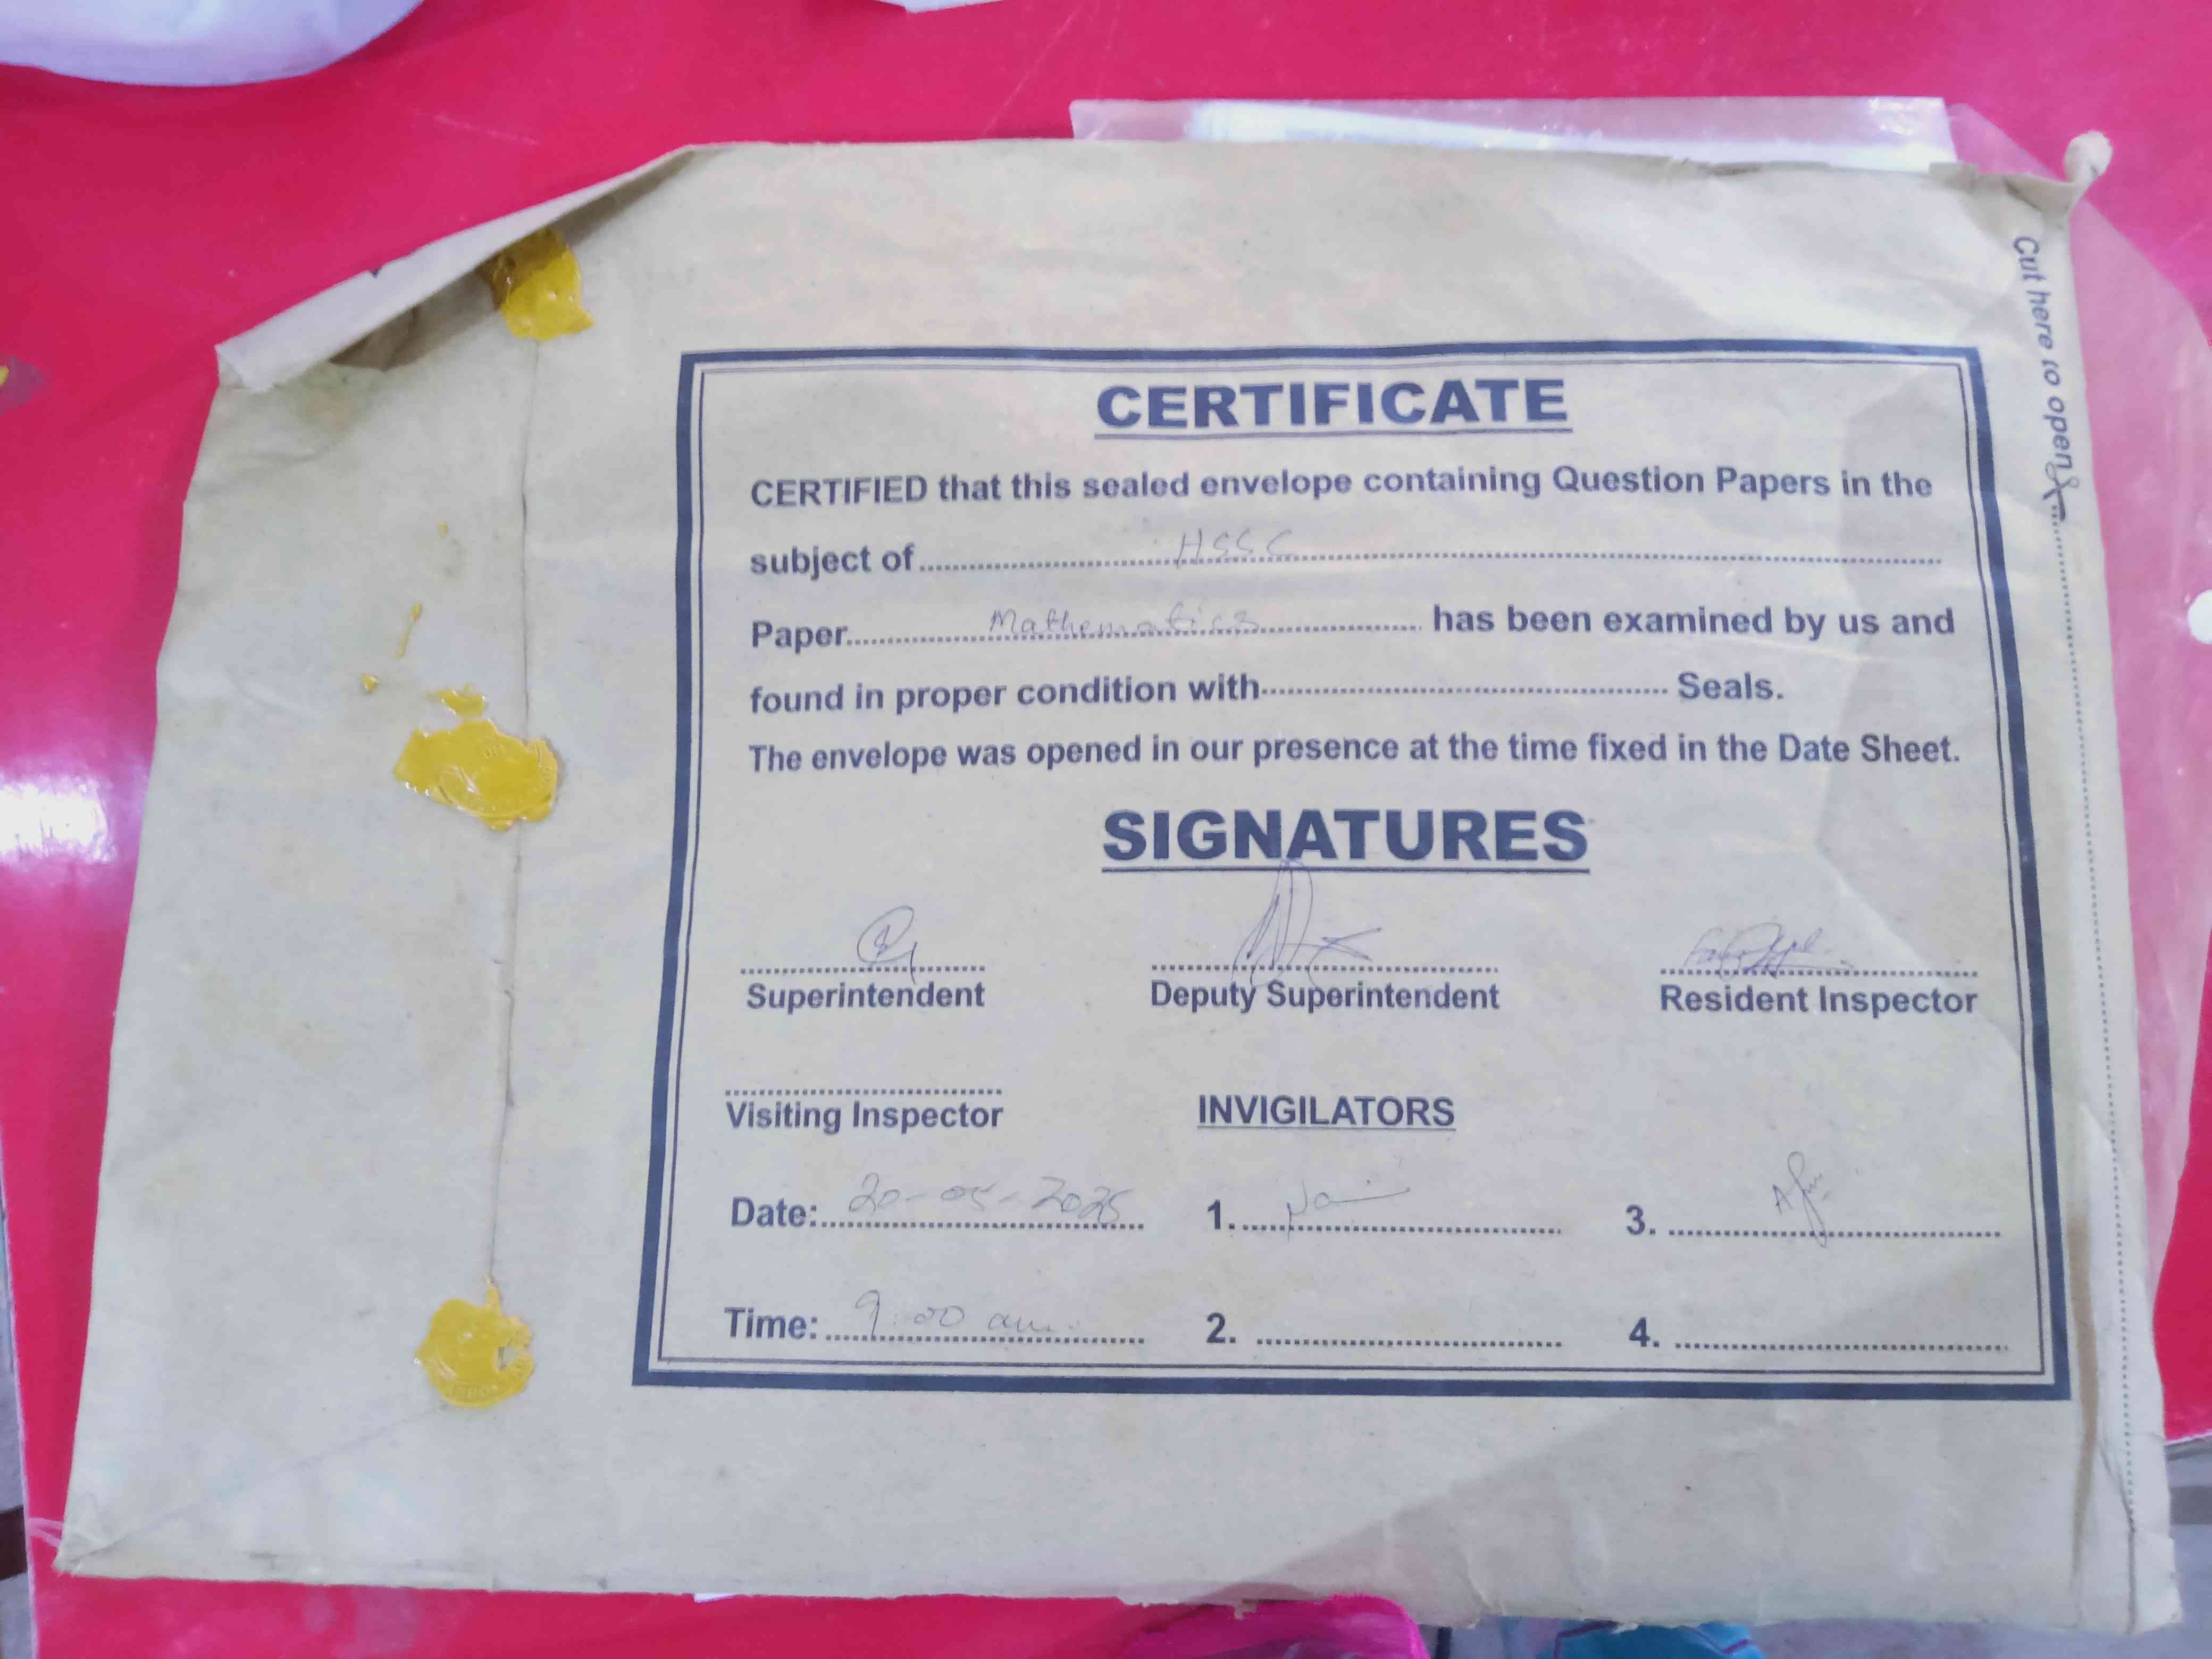 Cut here to open
CERTIFICATE
CERTIFIED that this sealed envelope containing Question Papers in the
subject of HSSC
Paper Mathematics has been examined by us and
found in proper condition with Seals.
The envelope was opened in our presence at the time fixed in the Date Sheet.
SIGNATURES
Superintendent Deputy Superintendent Resident Inspector
Visiting Inspector INVIGILATORS
Date: 20-05-2025 1. 3.
Time: 9:00 am 2. 4.